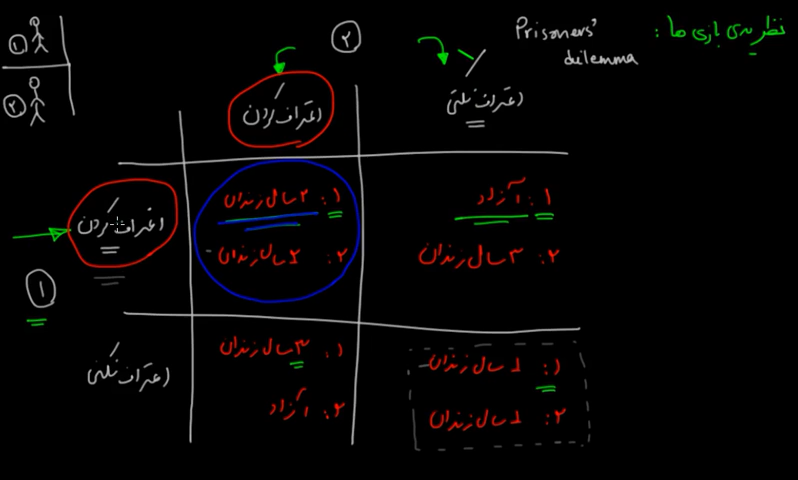 نظریه‌ی بازی ها :
Prisoners'
dilemma
۱
۲
۲
اعتراف کردن
اعتراف نکنی
۱
اعتراف کردن
۱: ۲ سال زندان
۲: ۲ سال زندان
۱: آزاد
۲: ۳ سال زندان
اعتراف نکنی
۱: ۳ سال زندان
۲: آزاد
۱: ۱ سال زندان
۲: ۱ سال زندان